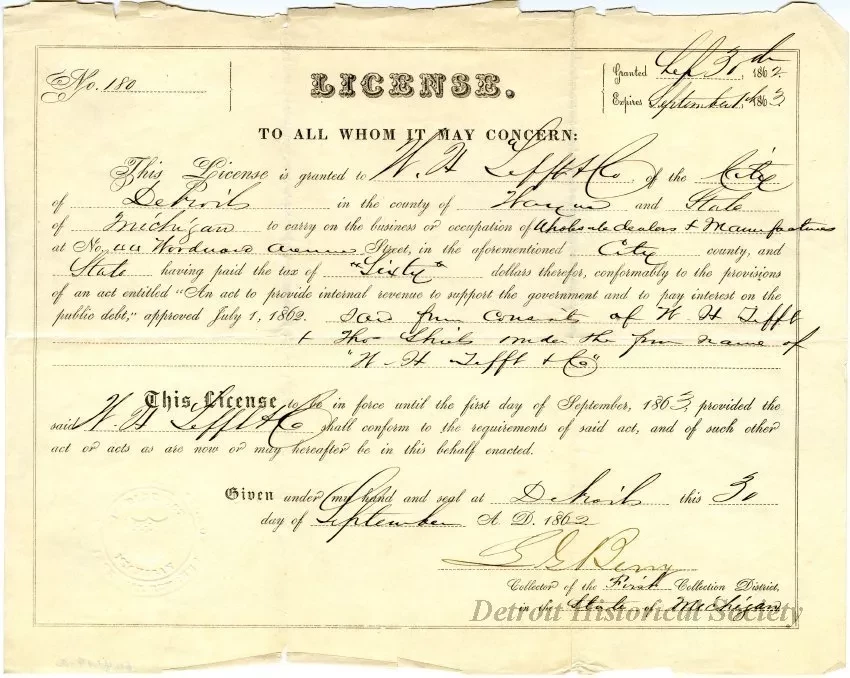 No. 180
LICENSE.
Granted Sep 30th, 1862
Expires September 1st 1863
TO ALL WHOM IT MAY CONCERN:
This License is granted to W. H Tefft & Co of the City
of Detroit in the county of Wayne and State
of Michigan to carry on the business or occupation of Wholesale dealers & Manufactures
at No. Woodward avenue Street, in the aforementioned City county, and
State having paid the tax of "Sixty" dollars therefor, conformably to the provisions
of an act entitled "An act to provide internal revenue to support the government and to pay interest on the
public debt;" approved July 1, 1862. Said firm consists of W H Tefft
+ Thos Shiels under the firm name of
"W. H Tefft & Co"
This License to be in force until the first day of September, 1863, provided the
said W. H Tefft & Co shall conform to the requirements of said act, and of such other
act or acts as are now or may hereafter be in this behalf enacted.
Given under my hand and seal at Detroit this 30
day of September A. D. 1862
Berry
Collector of the First Collection District,
in the State of Michigan
Detroit Historical Society